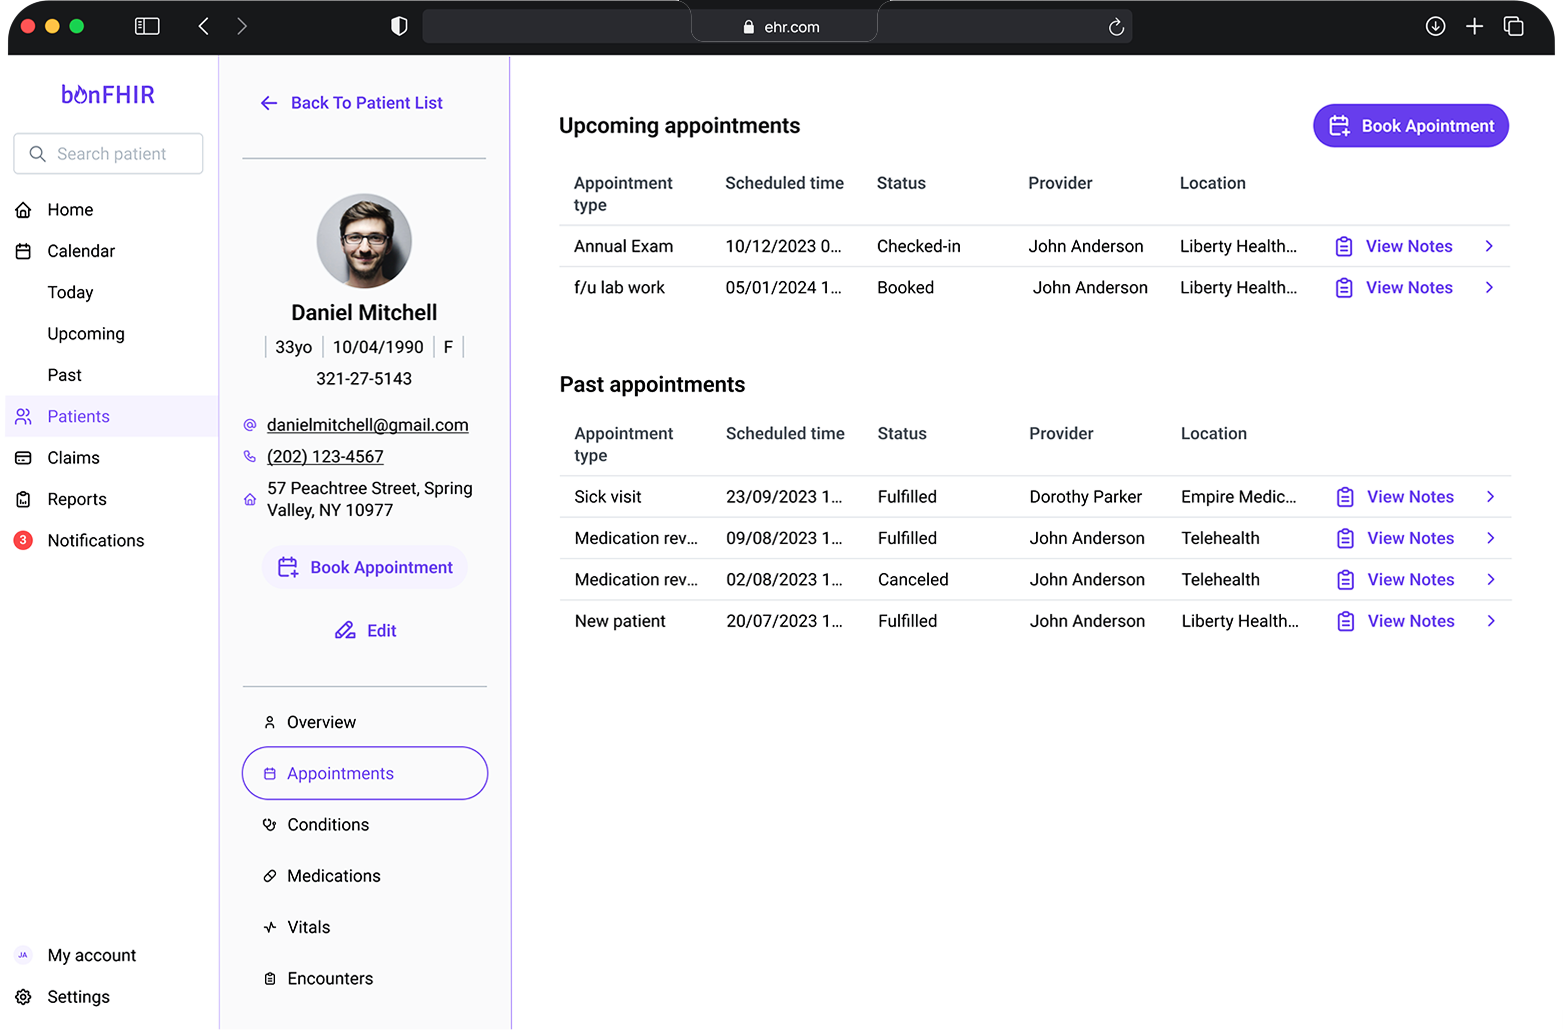 ehr.com
bonFHIR
Search patient
Home
Calendar
Today
Upcoming
Past
Patients
Claims
Reports
3 Notifications
JA My account
Settings
Back To Patient List
Daniel Mitchell
33yo 10/04/1990 F
321-27-5143
danielmitchell@gmail.com
(202) 123-4567
57 Peachtree Street, Spring
Valley, NY 10977
Book Appointment
Edit
Overview
Appointments
Conditions
Medications
Vitals
Encounters
Upcoming appointments
Book Apointment
Appointment type Scheduled time Status Provider Location
Annual Exam 10/12/2023 0... Checked-in John Anderson Liberty Health... View Notes
f/u lab work 05/01/2024 1... Booked John Anderson Liberty Health... View Notes
Past appointments
Appointment type Scheduled time Status Provider Location
Sick visit 23/09/2023 1... Fulfilled Dorothy Parker Empire Medic... View Notes
Medication rev... 09/08/2023 1... Fulfilled John Anderson Telehealth View Notes
Medication rev... 02/08/2023 1... Canceled John Anderson Telehealth View Notes
New patient 20/07/2023 1... Fulfilled John Anderson Liberty Health... View Notes